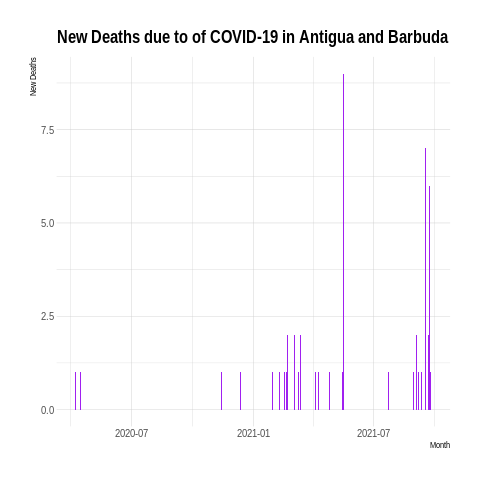 New Deaths due to of COVID-19 in Antigua and Barbuda
New Deaths
7.5
5.0
2.5
0.0
2020-07 2021-01 2021-07
Month